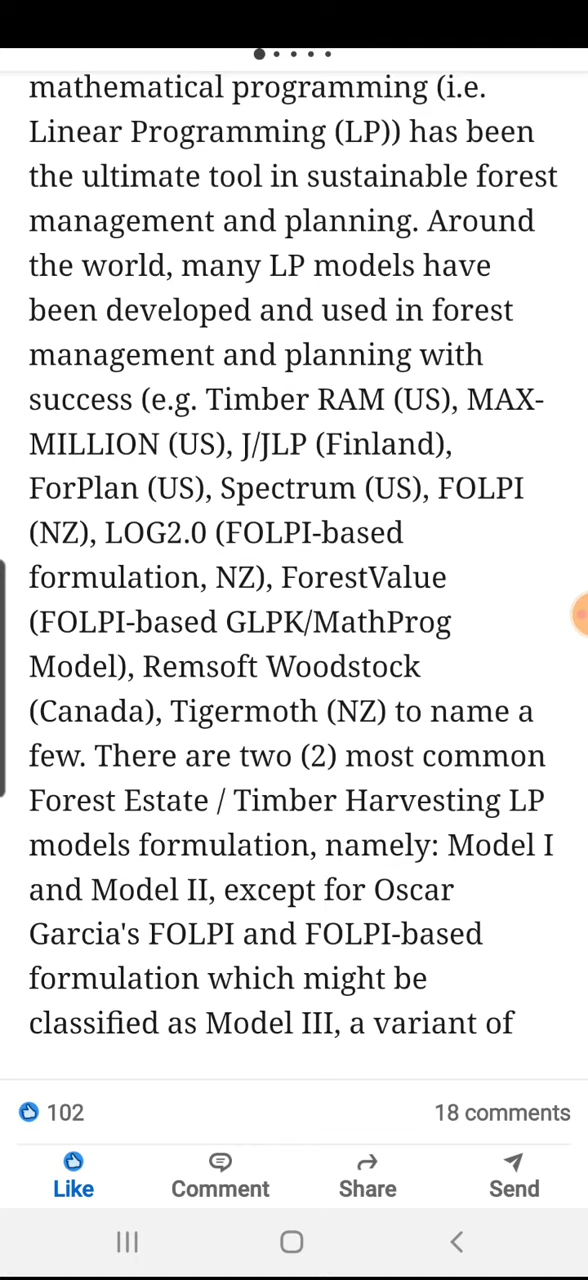 mathematical programming (i.e.
Linear Programming (LP)) has been
the ultimate tool in sustainable forest
management and planning. Around
the world, many LP models have
been developed and used in forest
management and planning with
success (e.g. Timber RAM (US), MAX-
MILLION (US), J/JLP (Finland),
ForPlan (US), Spectrum (US), FOLPI
(NZ), LOG2.0 (FOLPI-based
formulation, NZ), ForestValue
(FOLPI-based GLPK/MathProg
Model), Remsoft Woodstock
(Canada), Tigermoth (NZ) to name a
few. There are two (2) most common
Forest Estate / Timber Harvesting LP
models formulation, namely: Model I
and Model II, except for Oscar
Garcia's FOLPI and FOLPI-based
formulation which might be
classified as Model III, a variant of
102
18 comments
Like
Comment
Share
Send